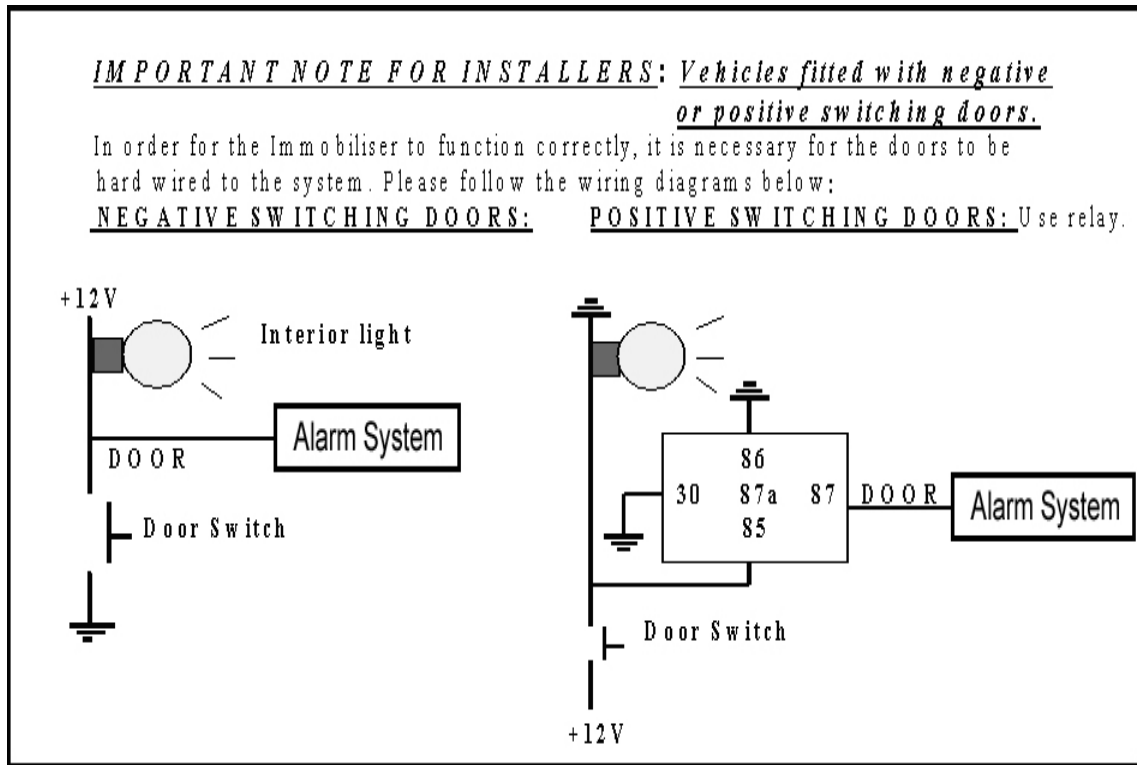 IMPORTANT NOTE FOR INSTALLERS: Vehicles fitted with negative
or positive switching doors.
In order for the Immobiliser to function correctly, it is necessary for the doors to be
hard wired to the system. Please follow the wiring diagrams below:
NEGATIVE SWITCHING DOORS: POSITIVE SWITCHING DOORS: Use relay.
+12V
Interior light
Alarm System
DOOR
Door Switch
86
30 87a 87 DOOR
85
Alarm System
Door Switch
+12V